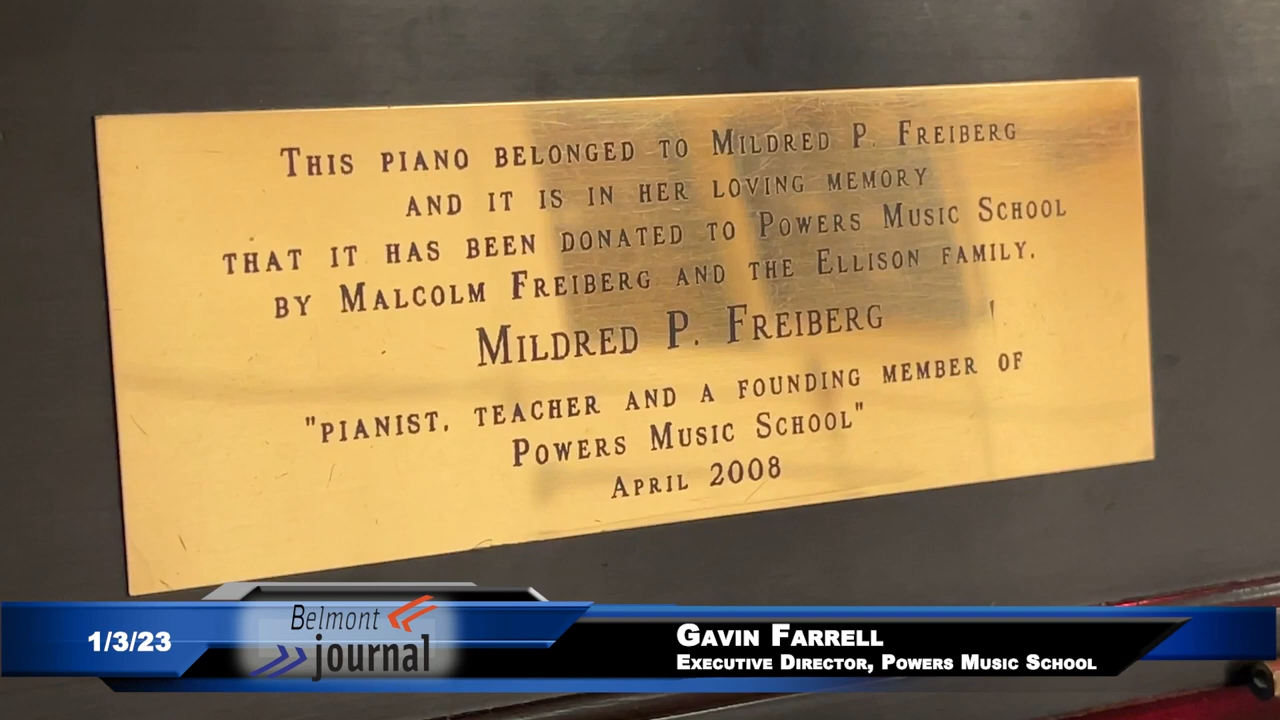 THIS PIANO BELONGED TO MILDRED P. FREIBERG
AND IT IS IN HER LOVING MEMORY
THAT IT HAS BEEN DONATED TO POWERS MUSIC SCHOOL
BY MALCOLM FREIBERG AND THE ELLISON FAMILY.
MILDRED P. FREIBERG
"PIANIST, TEACHER AND A FOUNDING MEMBER OF
POWERS MUSIC SCHOOL"
APRIL 2008
1/3/23
Belmont
journal
GAVIN FARRELL
EXECUTIVE DIRECTOR, POWERS MUSIC SCHOOL